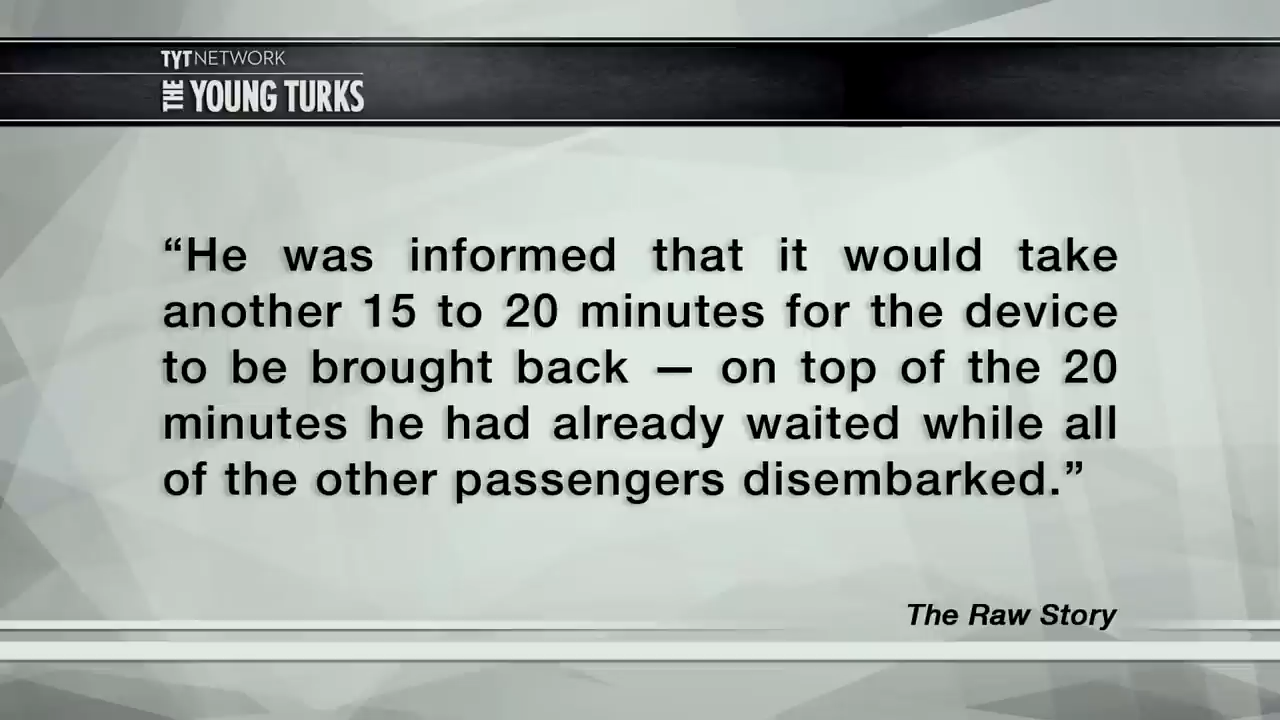 TYTNETWORK
THE YOUNG TURKS
“He was informed that it would take
another 15 to 20 minutes for the device
to be brought back — on top of the 20
minutes he had already waited while all
of the other passengers disembarked.”
The Raw Story